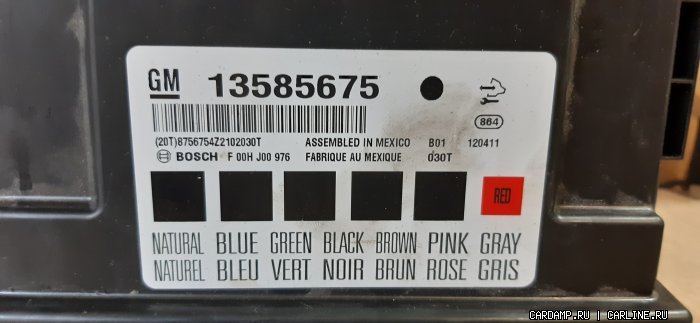 GM 13585675
864
(20T)8756754Z2102030T ASSEMBLED IN MEXICO B01 120411
BOSCH F 00H J00 976 FABRIQUE AU MEXIQUE 030T
RED
NATURAL BLUE GREEN BLACK BROWN PINK GRAY
NATUREL BLEU VERT NOIR BRUN ROSE GRIS
CARDAMP.RU | CARLINE.RU